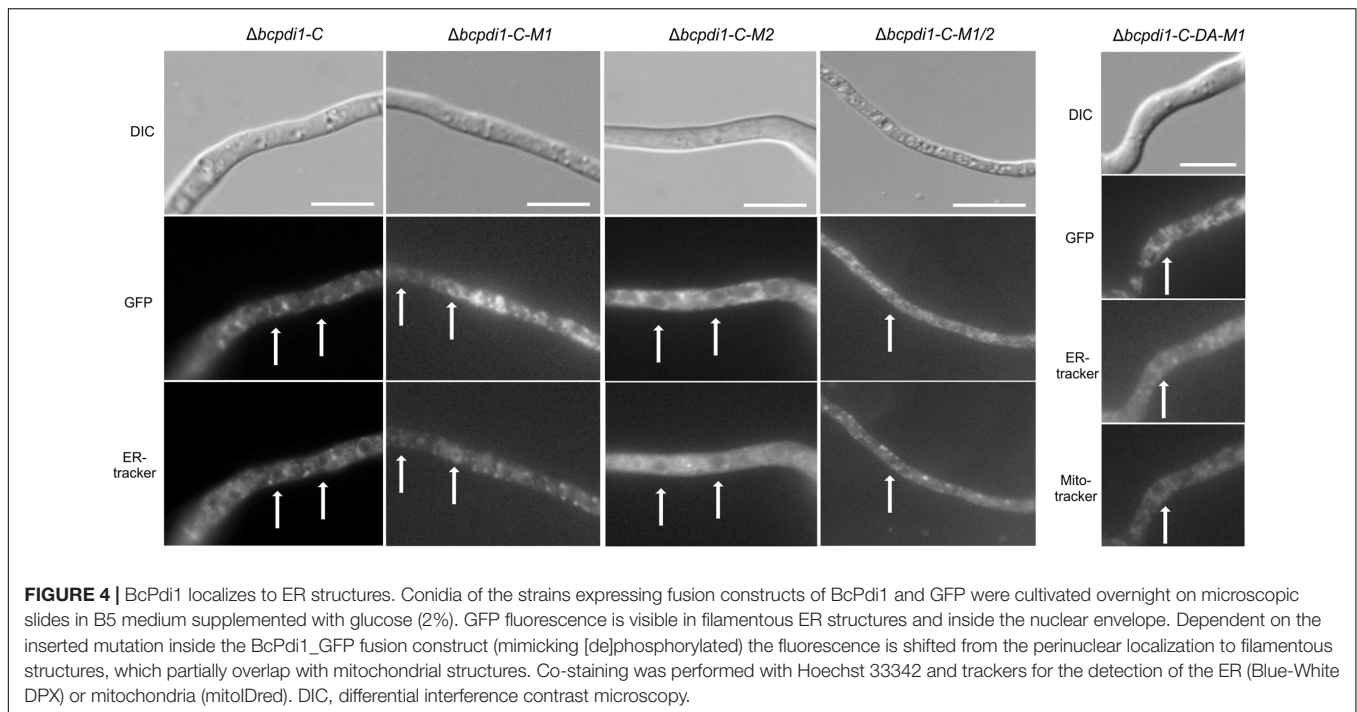 Δbcpdi1-C Δbcpdi1-C-M1 Δbcpdi1-C-M2 Δbcpdi1-C-M1/2 Δbcpdi1-C-DA-M1
DIC
GFP
ER-
tracker
DIC
GFP
ER-
tracker
Mito-
tracker
FIGURE 4 | BcPdi1 localizes to ER structures. Conidia of the strains expressing fusion constructs of BcPdi1 and GFP were cultivated overnight on microscopic
slides in B5 medium supplemented with glucose (2%). GFP fluorescence is visible in filamentous ER structures and inside the nuclear envelope. Dependent on the
inserted mutation inside the BcPdi1_GFP fusion construct (mimicking [de]phosphorylated) the fluorescence is shifted from the perinuclear localization to filamentous
structures, which partially overlap with mitochondrial structures. Co-staining was performed with Hoechst 33342 and trackers for the detection of the ER (Blue-White
DPX) or mitochondria (mitoIDred). DIC, differential interference contrast microscopy.